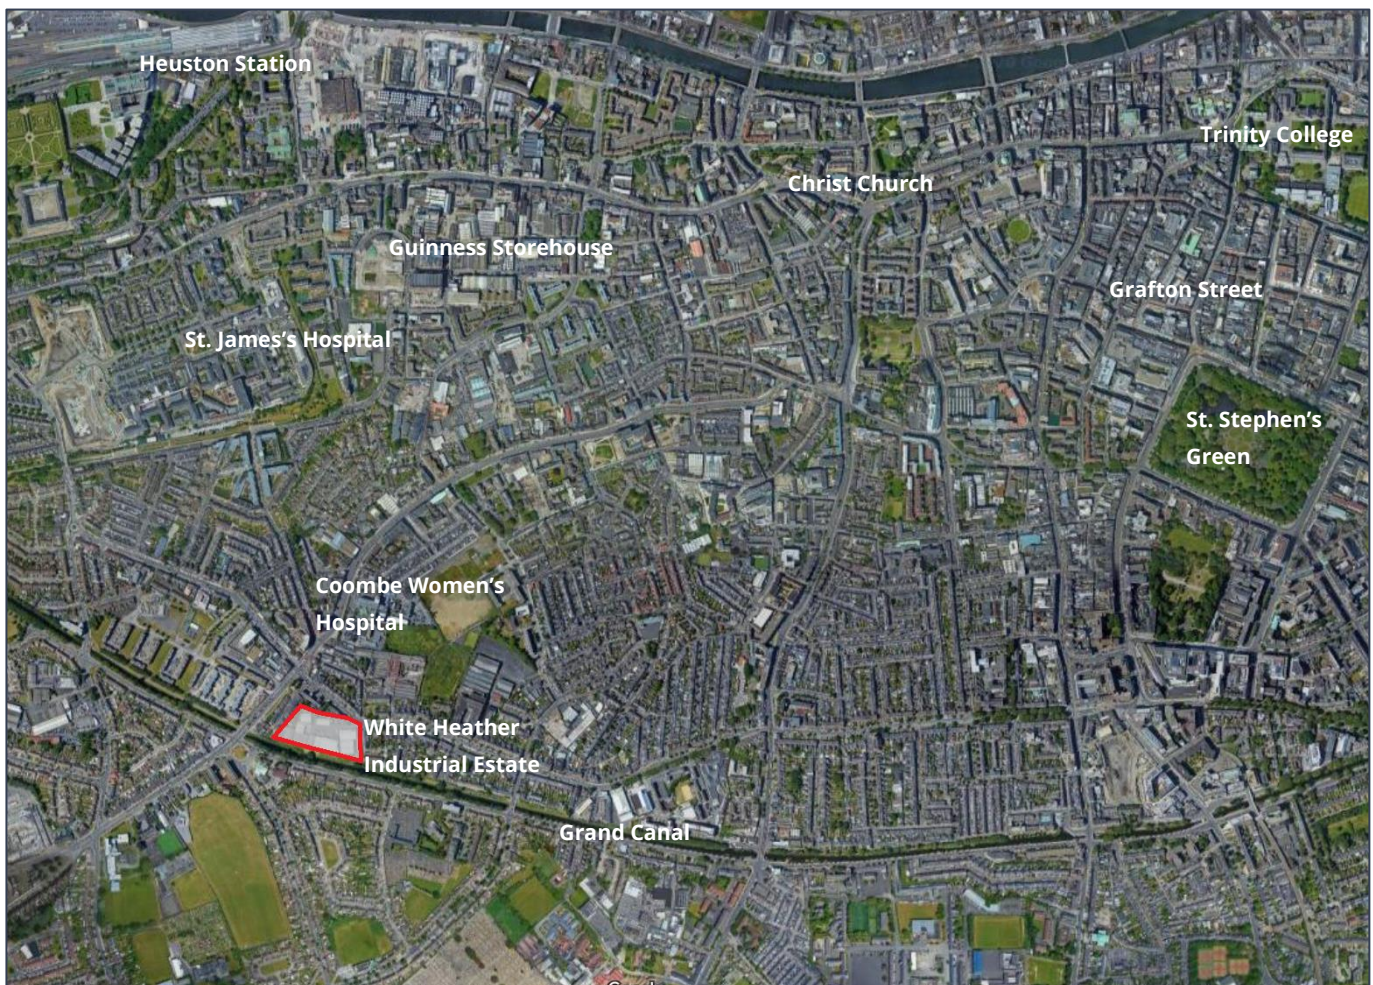 Heuston Station
Trinity College
Christ Church
Guinness Storehouse
Grafton Street
St. James's Hospital
St. Stephen's
Green
Coombe Women's
Hospital
White Heather
Industrial Estate
Grand Canal